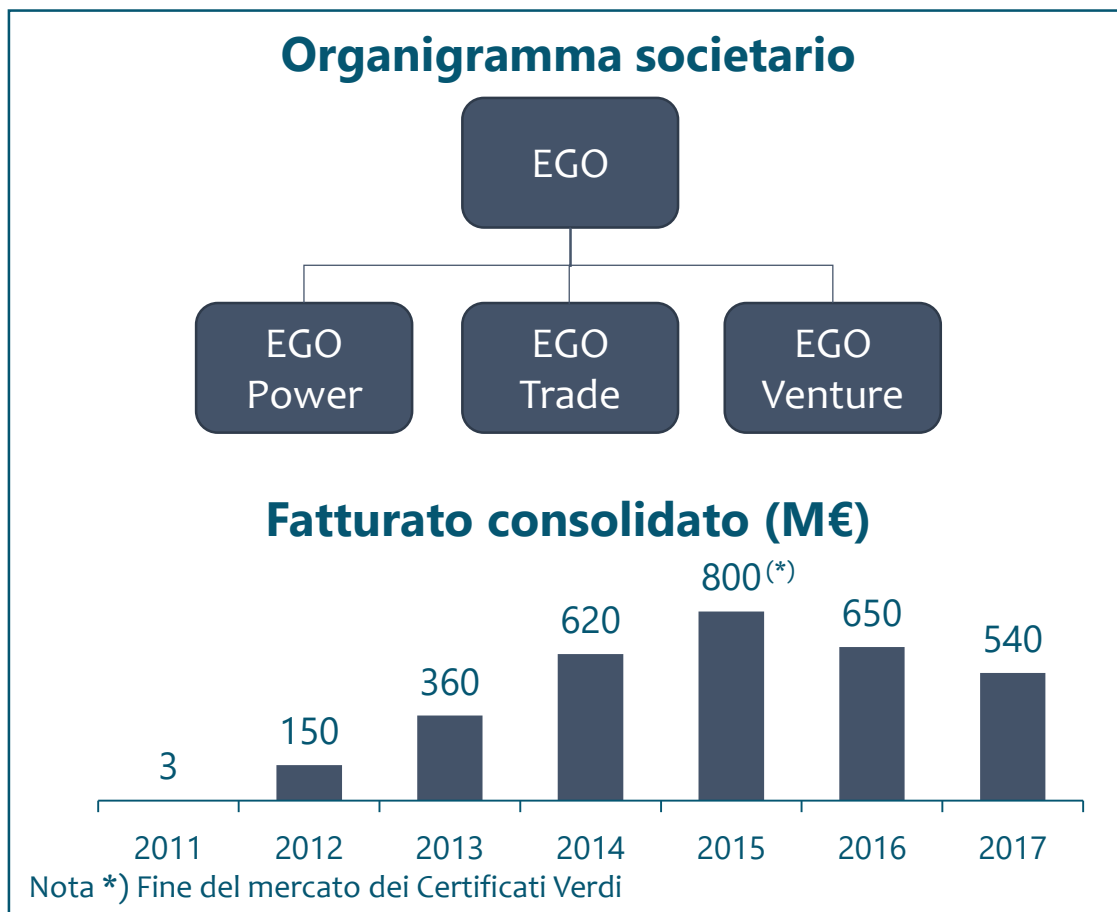 Organigramma societario
EGO
EGO
Power
EGO
Trade
EGO
Venture
Fatturato consolidato (M€)
3
150
360
620
800 (*)
650
540
2011
2012
2013
2014
2015
2016
2017
Nota *) Fine del mercato dei Certificati Verdi